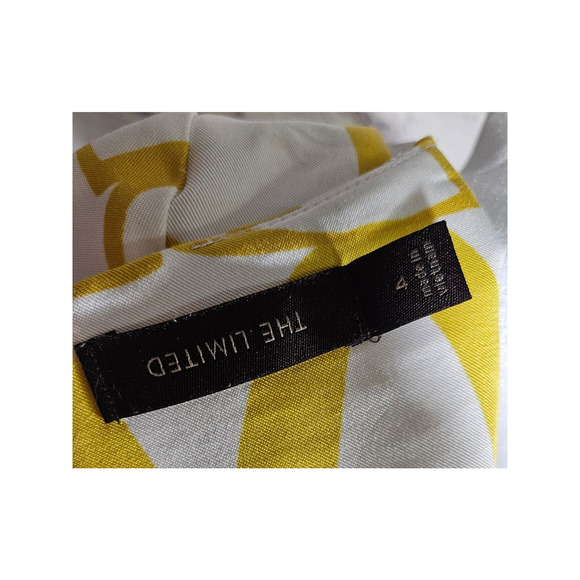 THE LIMITED
4
made in
vietnam